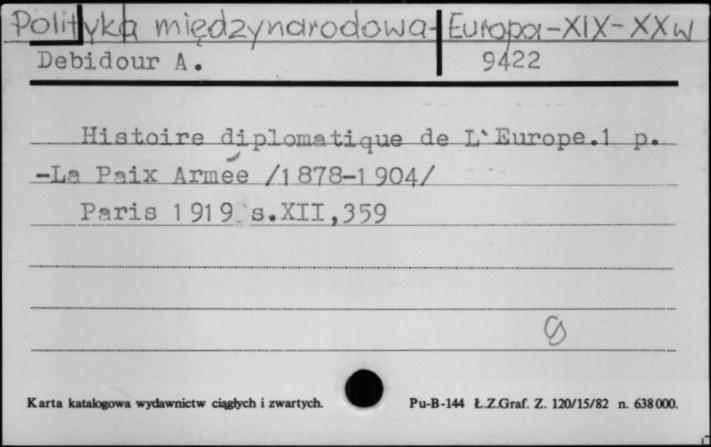 Polityka międzynarodowa-Europa-XIX-XXw
Debidour A. 9422
Histoire diplomatique de L`Europe.1 p.
-La Paix Armée /1878-1904/
Paris 1919 s.XII,359
Karta katalogowa wydawnictw ciągłych i zwartych. Pu-B-144 Ł.Z.Graf. Z. 120/15/82 n. 638000.